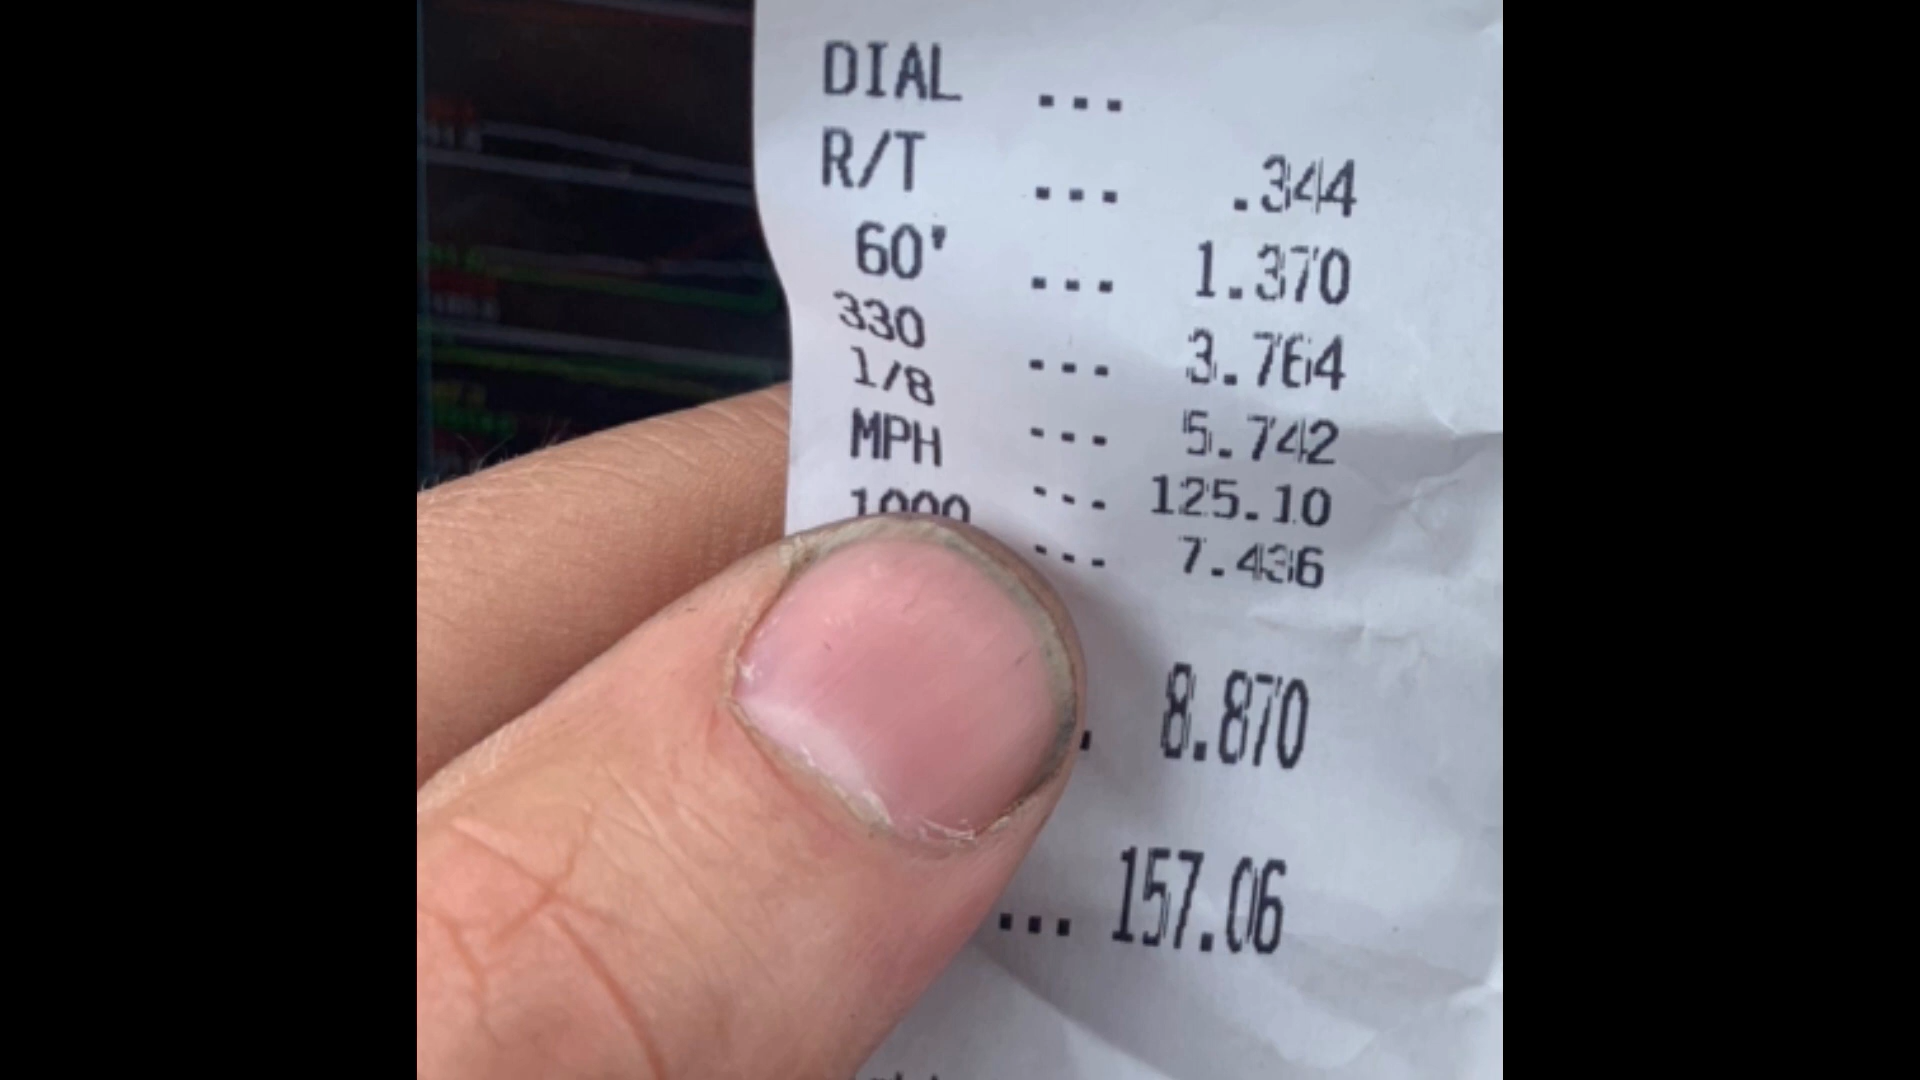 DIAL ...
R/T ... .344
60' ... 1.370
330 ... 3.764
1/8 ... 5.742
MPH ... 125.10
1000 ... 7.436
. 8.870
... 157.06